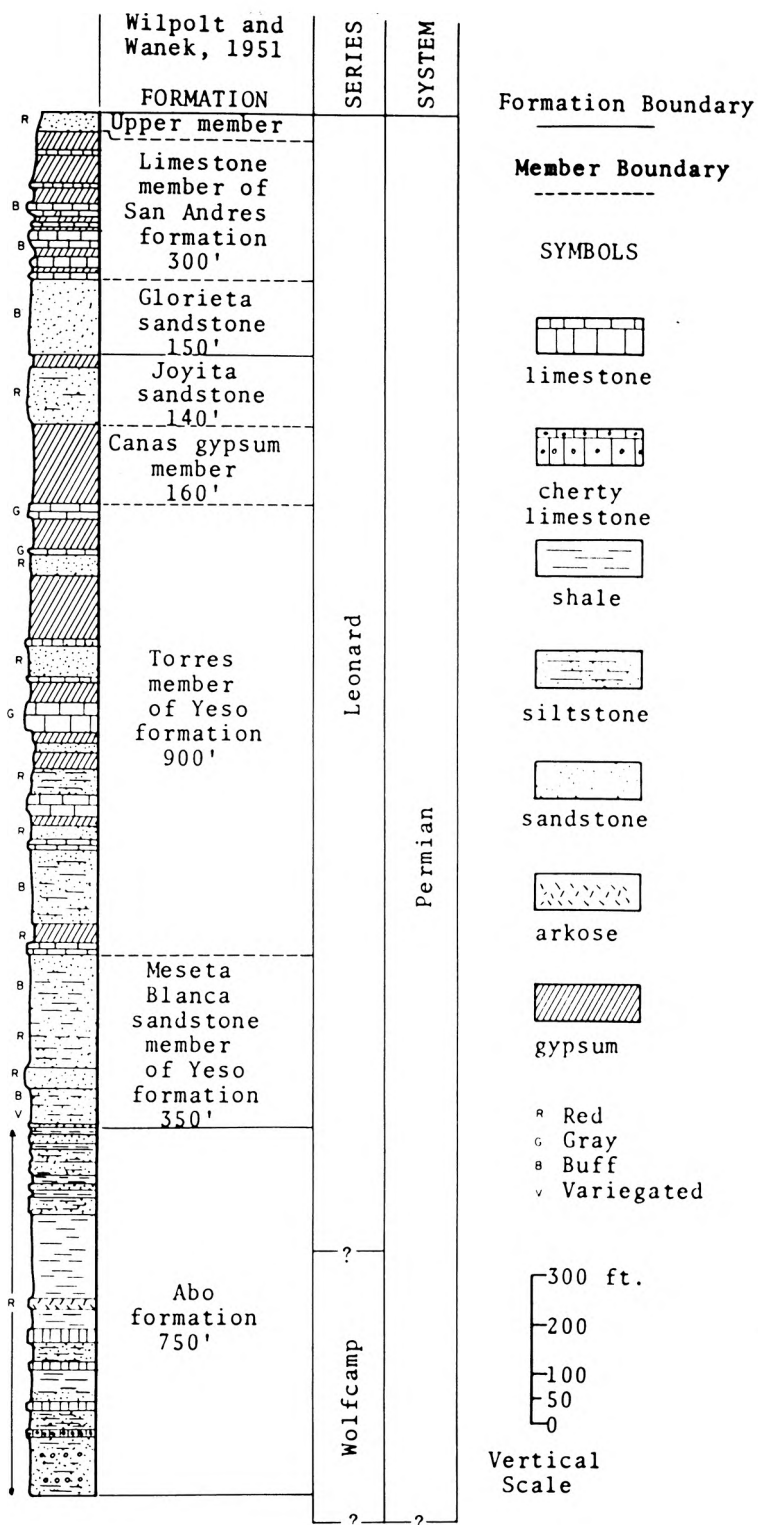 Wilpolt and
Wanek, 1951
FORMATION
SERIES
SYSTEM
R
Upper member
Limestone
member of
San Andres
formation
300'
B
B
Glorieta
sandstone
150'
B
Joyita
sandstone
140'
R
Canas gypsum
member
160'
G
G
R
R
G
R
R
B
R
Torres
member
of Yeso
formation
900'
Meseta
Blanca
sandstone
member
of Yeso
formation
350'
B
R
R
B
V
Abo
formation
750'
R
Leonard
?
Wolfcamp
?
Permian
?
Formation Boundary
Member Boundary
SYMBOLS
limestone
cherty
limestone
shale
siltstone
sandstone
arkose
gypsum
R Red
G Gray
B Buff
V Variegated
300 ft.
200
100
50
0
Vertical
Scale